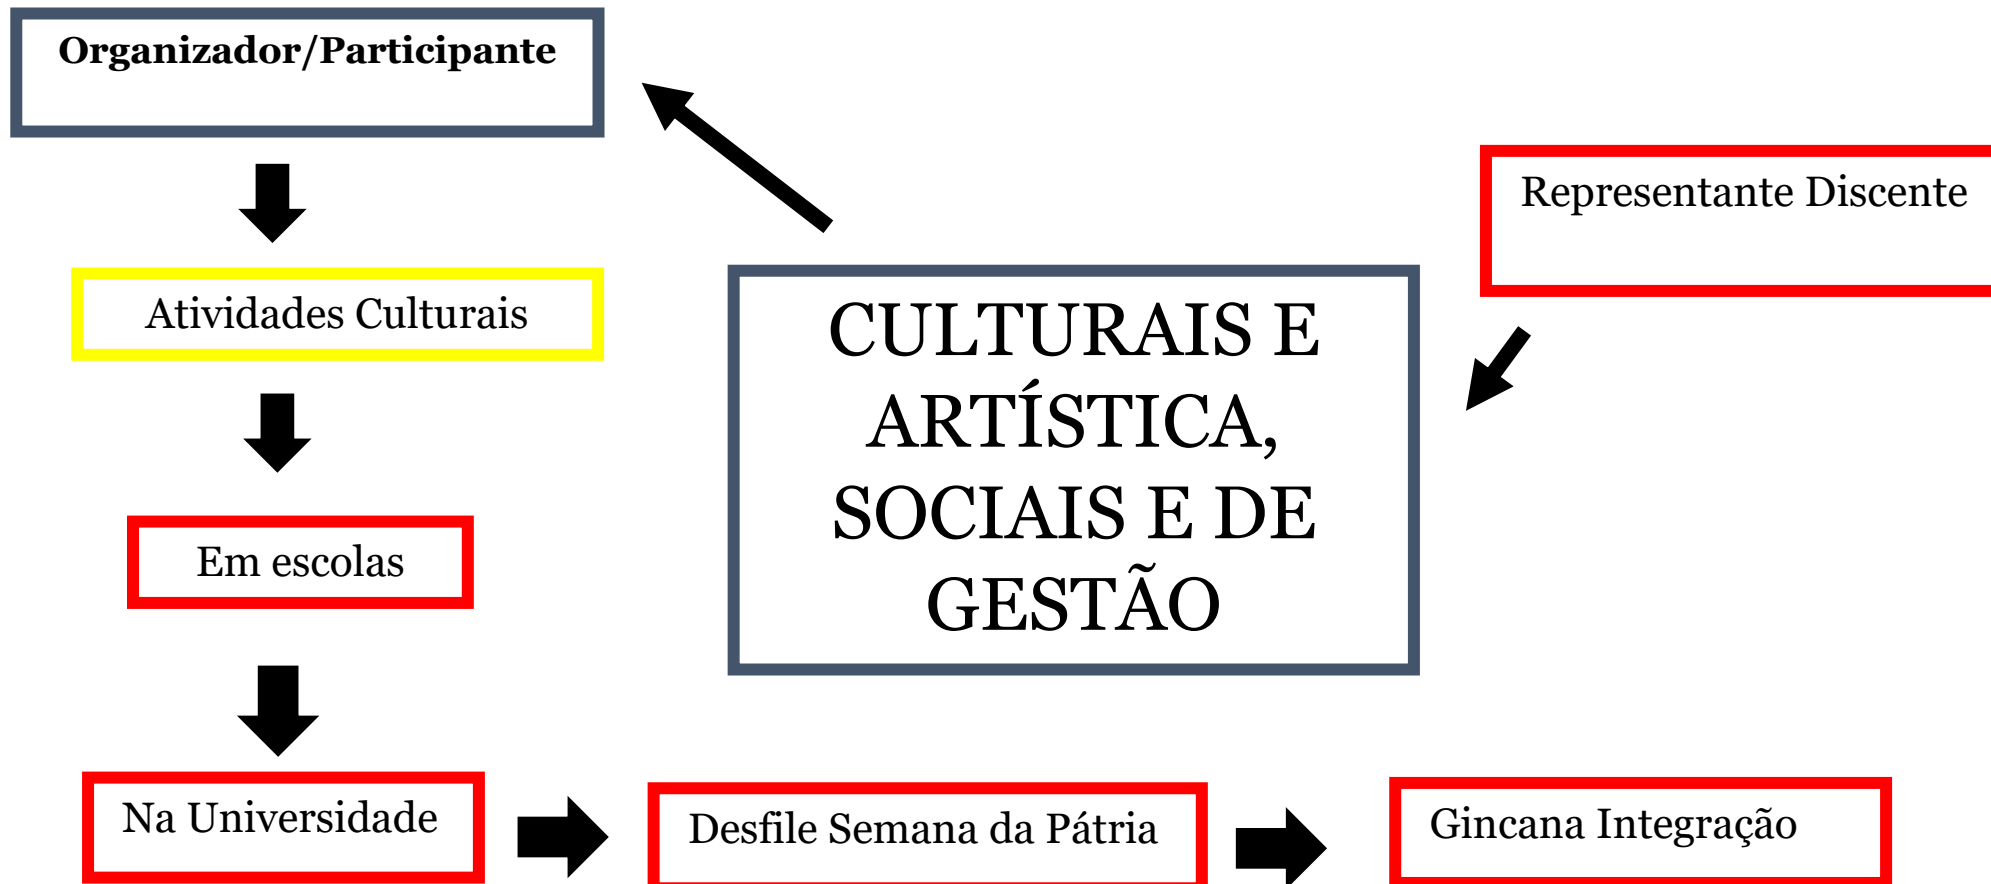 Organizador/Participante
Representante Discente
Atividades Culturais
CULTURAIS E
ARTÍSTICA,
SOCIAIS E DE
GESTÃO
Em escolas
Na Universidade
Desfile Semana da Pátria
Gincana Integração